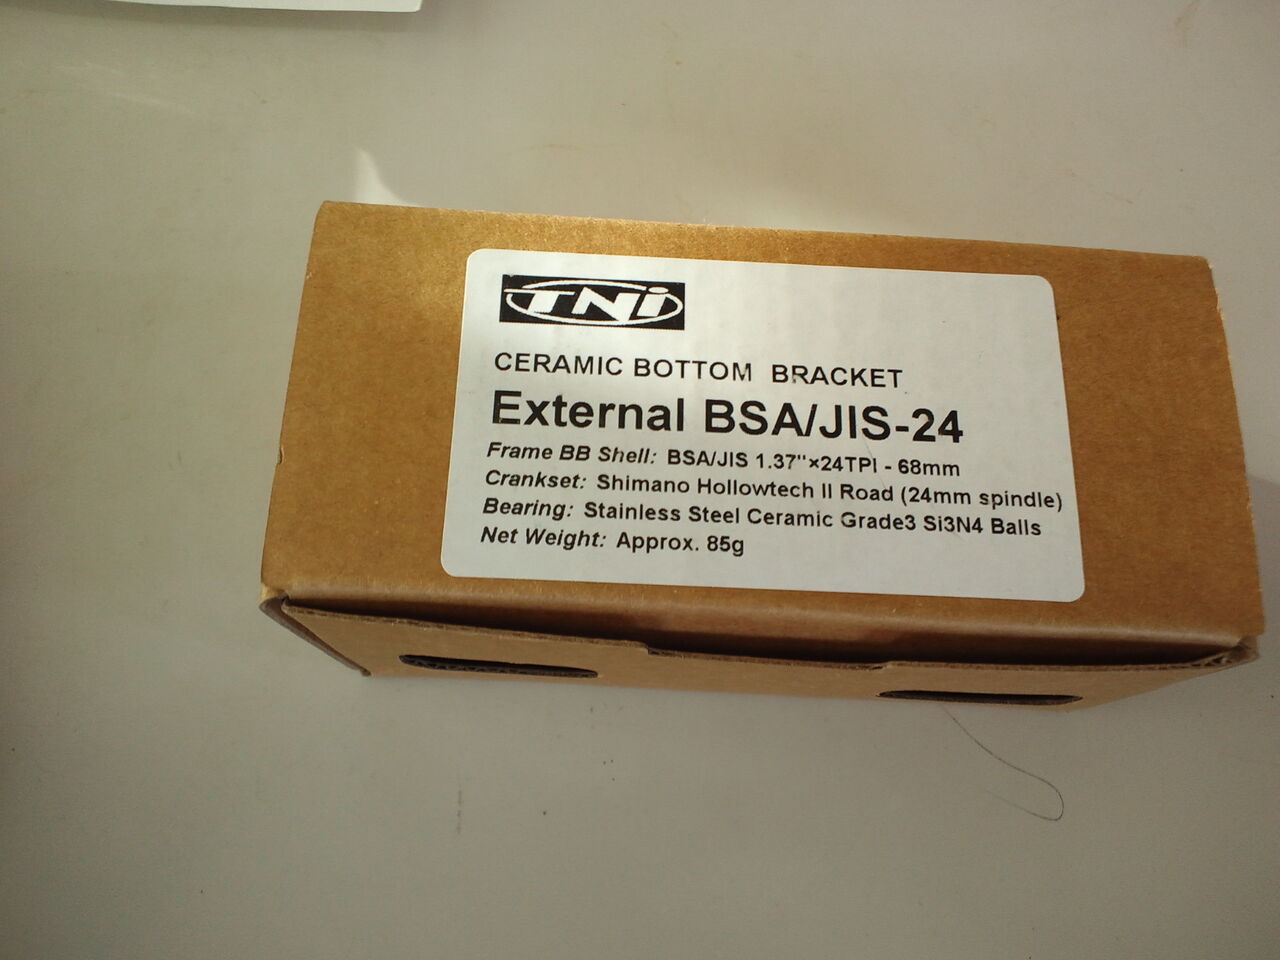 TNi
CERAMIC BOTTOM BRACKET
External BSA/JIS-24
Frame BB Shell: BSA/JIS 1.37"×24TPI - 68mm
Crankset: Shimano Hollowtech II Road (24mm spindle)
Bearing: Stainless Steel Ceramic Grade3 Si3N4 Balls
Net Weight: Approx. 85g